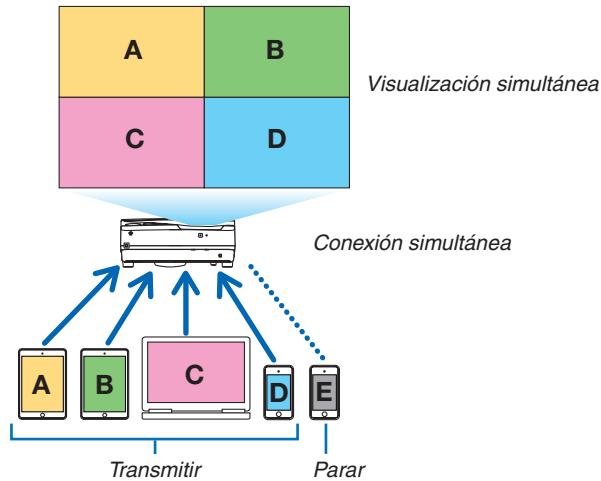 A B
Visualización simultánea
C D
Conexión simultánea
A B C D E
Transmitir Parar